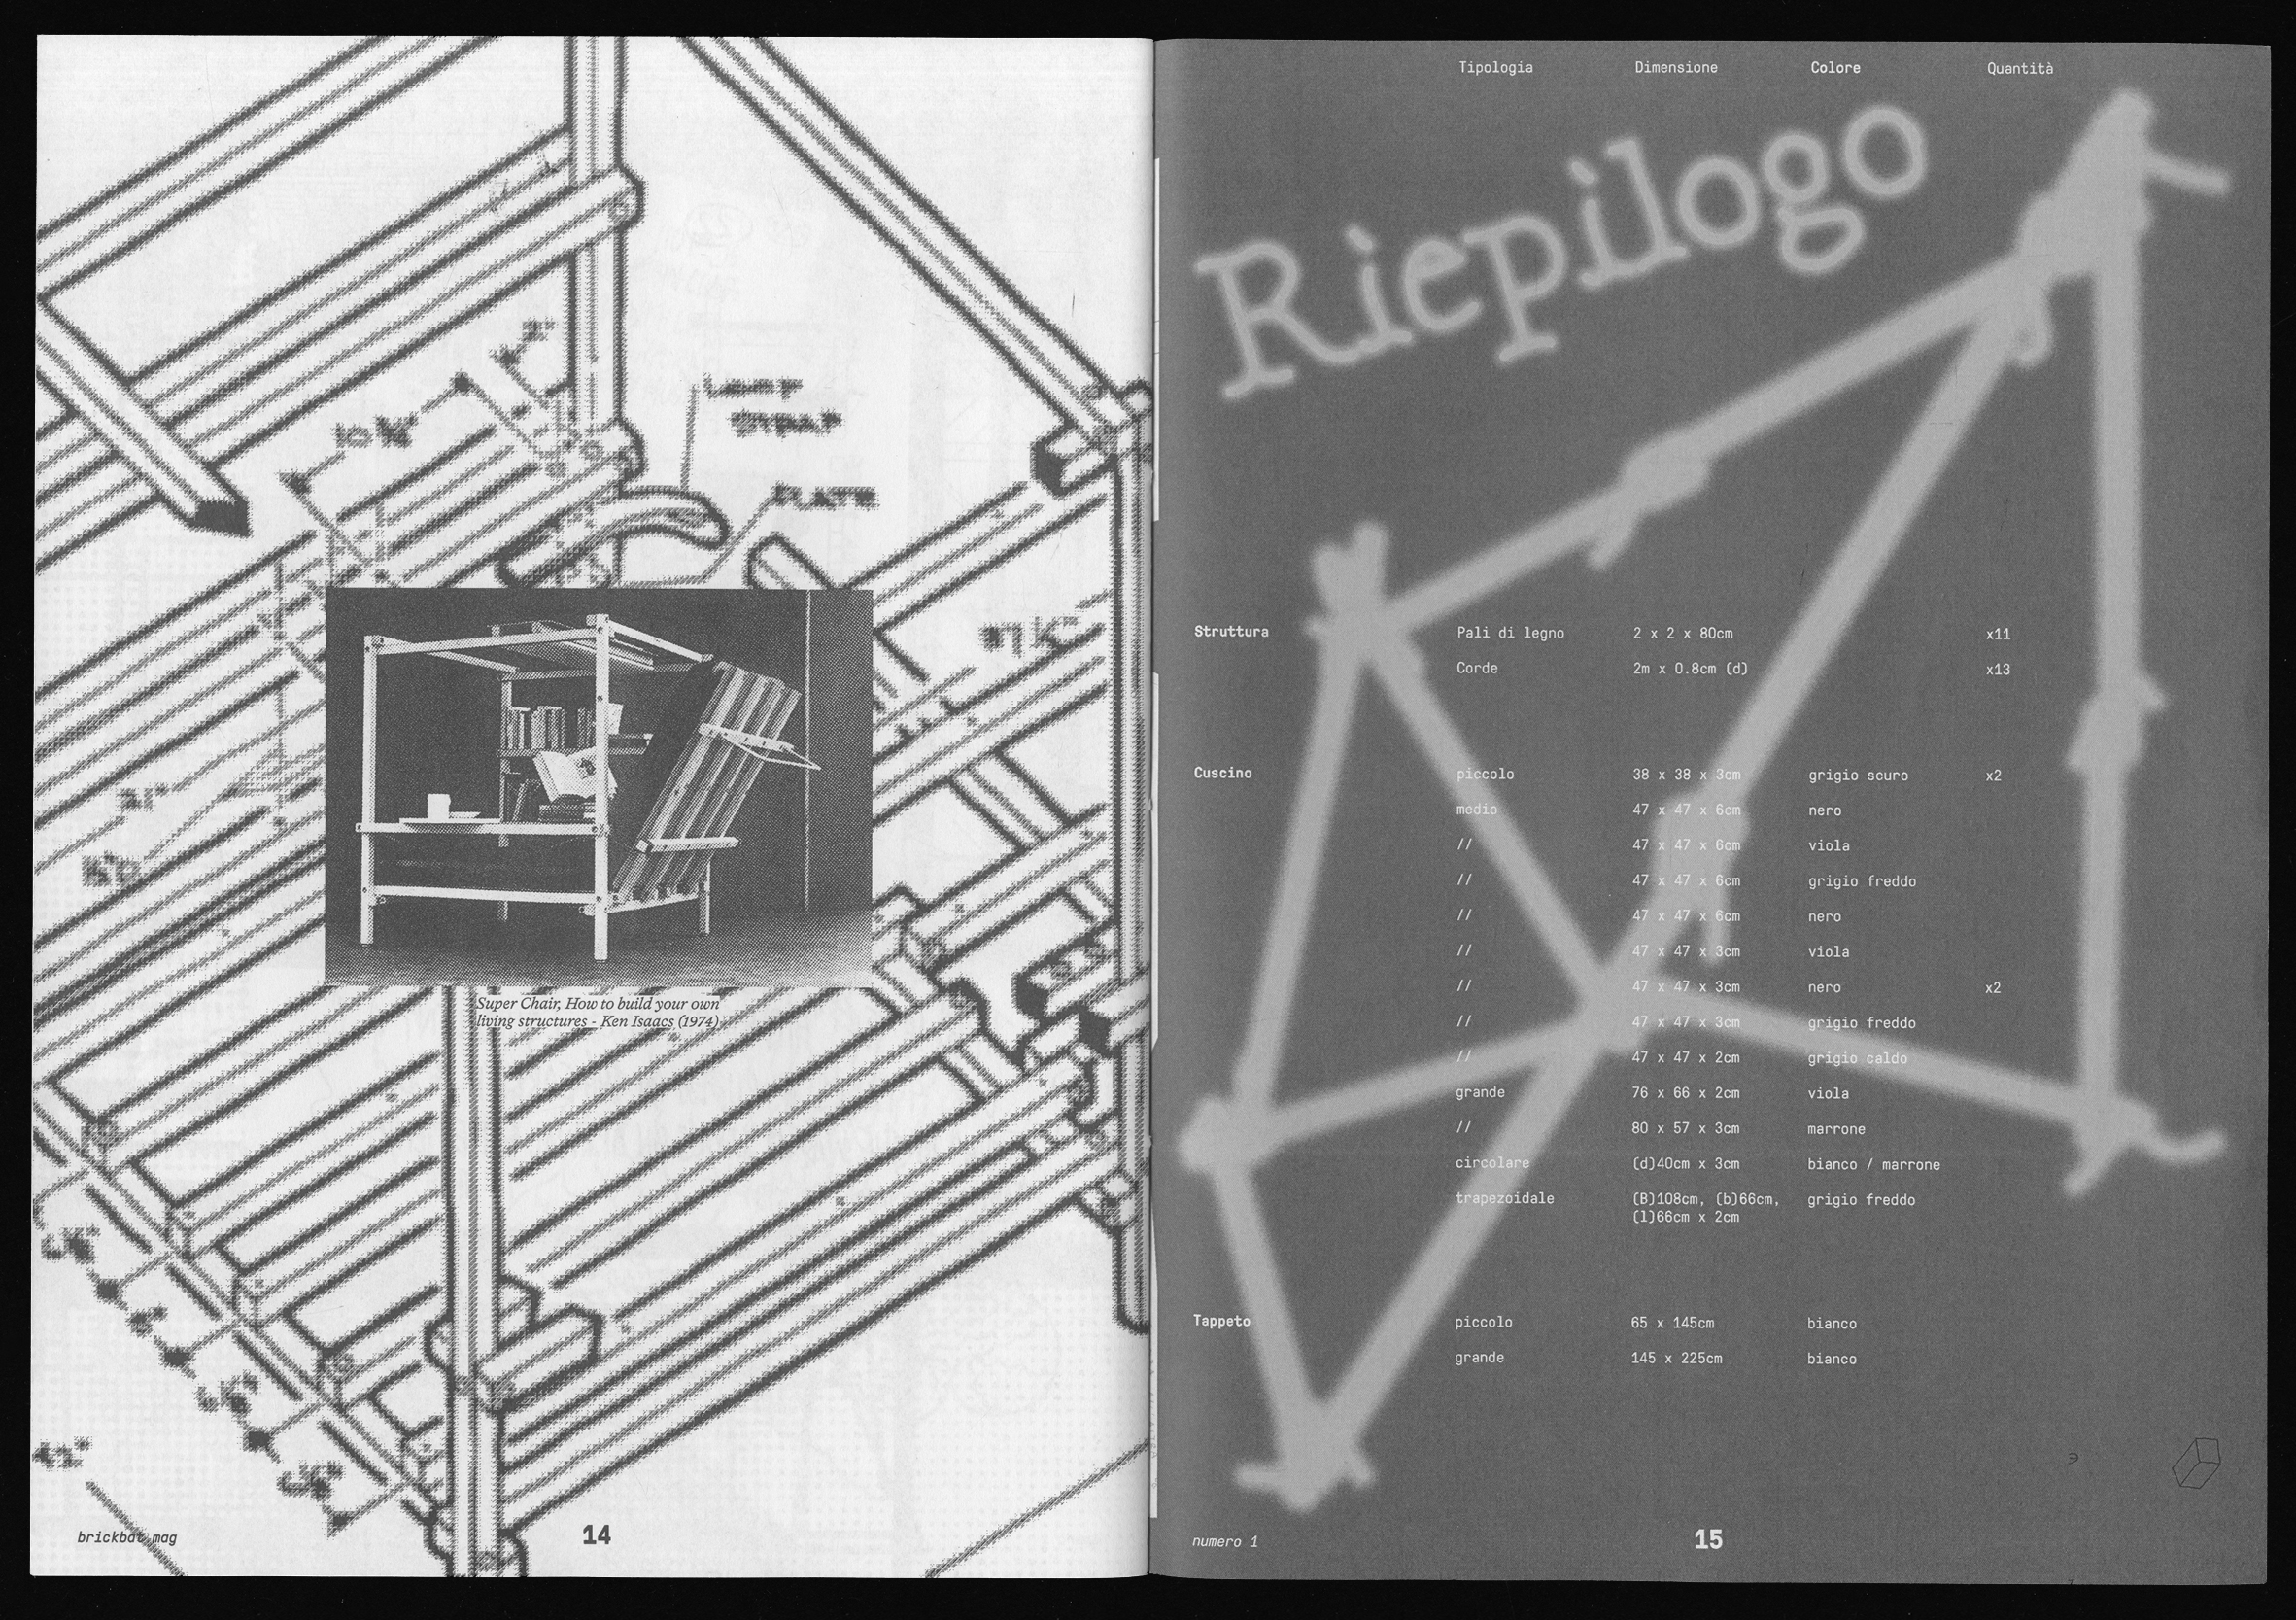 2"
10¾"
LAMP
STRAP
PLATE
Super Chair, How to build your own
living structures - Ken Isaacs (1974)
brickbat mag
14
Tipologia Dimensione Colore Quantità
Riepilogo
Struttura Pali di legno 2 x 2 x 80cm x11
Corde 2m x 0.8cm (d) x13
Cuscino piccolo 38 x 38 x 3cm grigio scuro x2
medio 47 x 47 x 6cm nero
// 47 x 47 x 6cm viola
// 47 x 47 x 6cm grigio freddo
// 47 x 47 x 6cm nero
// 47 x 47 x 3cm viola
// 47 x 47 x 3cm nero x2
// 47 x 47 x 3cm grigio freddo
// 47 x 47 x 2cm grigio caldo
grande 76 x 66 x 2cm viola
// 80 x 57 x 3cm marrone
circolare (d)40cm x 3cm bianco / marrone
trapezoidale (B)108cm, (b)66cm, grigio freddo
(l)66cm x 2cm
Tappeto piccolo 65 x 145cm bianco
grande 145 x 225cm bianco
numero 1
15